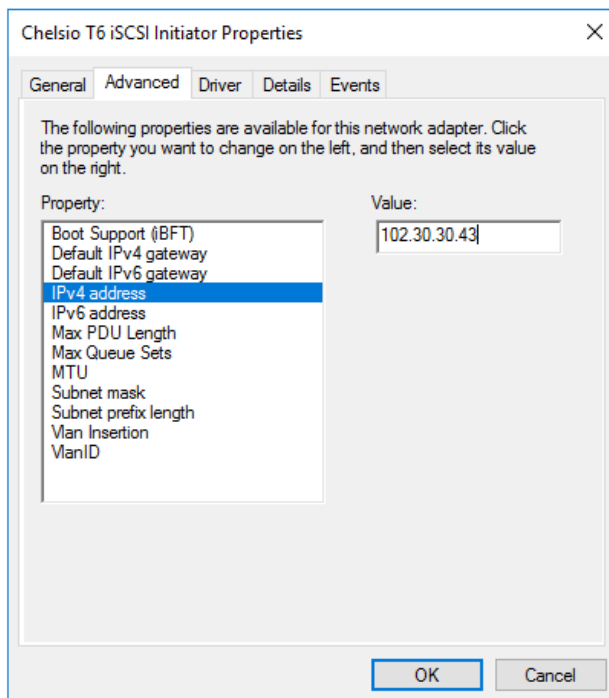 Chelsio T6 iSCSI Initiator Properties
General Advanced Driver Details Events
The following properties are available for this network adapter. Click
the property you want to change on the left, and then select its value
on the right.
Property: Value:
Boot Support (iBFT) 102.30.30.43
Default IPv4 gateway
Default IPv6 gateway
IPv4 address
IPv6 address
Max PDU Length
Max Queue Sets
MTU
Subnet mask
Subnet prefix length
Vlan Insertion
VlanID
OK Cancel